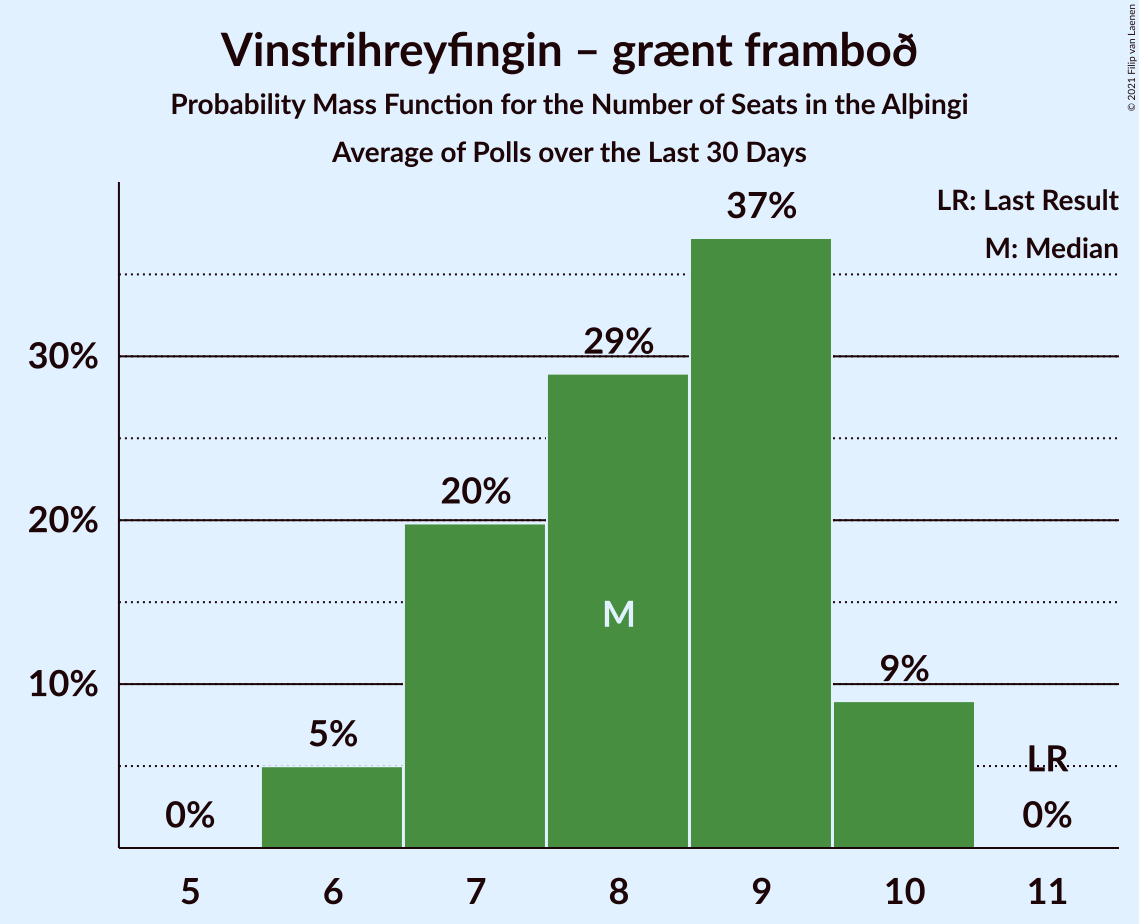 Vinstrihreyfingin – grænt framboð
Probability Mass Function for the Number of Seats in the Alþingi
Average of Polls over the Last 30 Days
© 2021 Filip van Laenen
LR: Last Result
M: Median
37%
30%
29%
20%
20%
M
10%
9%
5%
LR
0%
0%
5 6 7 8 9 10 11